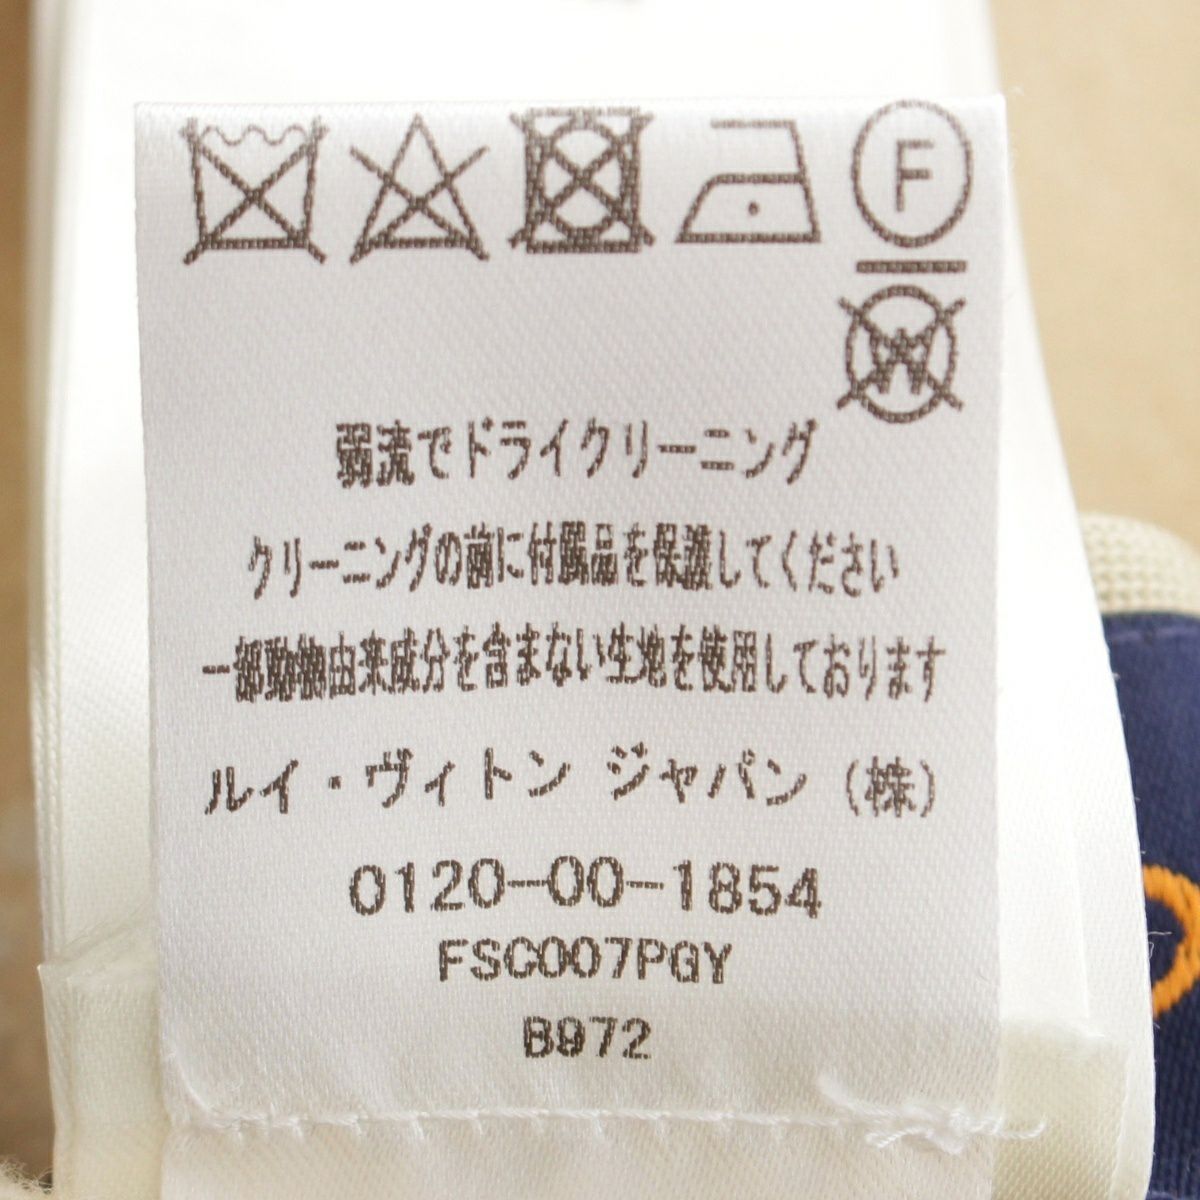 F
W
弱流でドライクリーニング
クリーニングの前に付属品を保護してください
一部動物由来成分を含まない生地を使用しております
ルイ・ヴィトン ジャパン (株)
0120-00-1854
FSC007PGY
B972